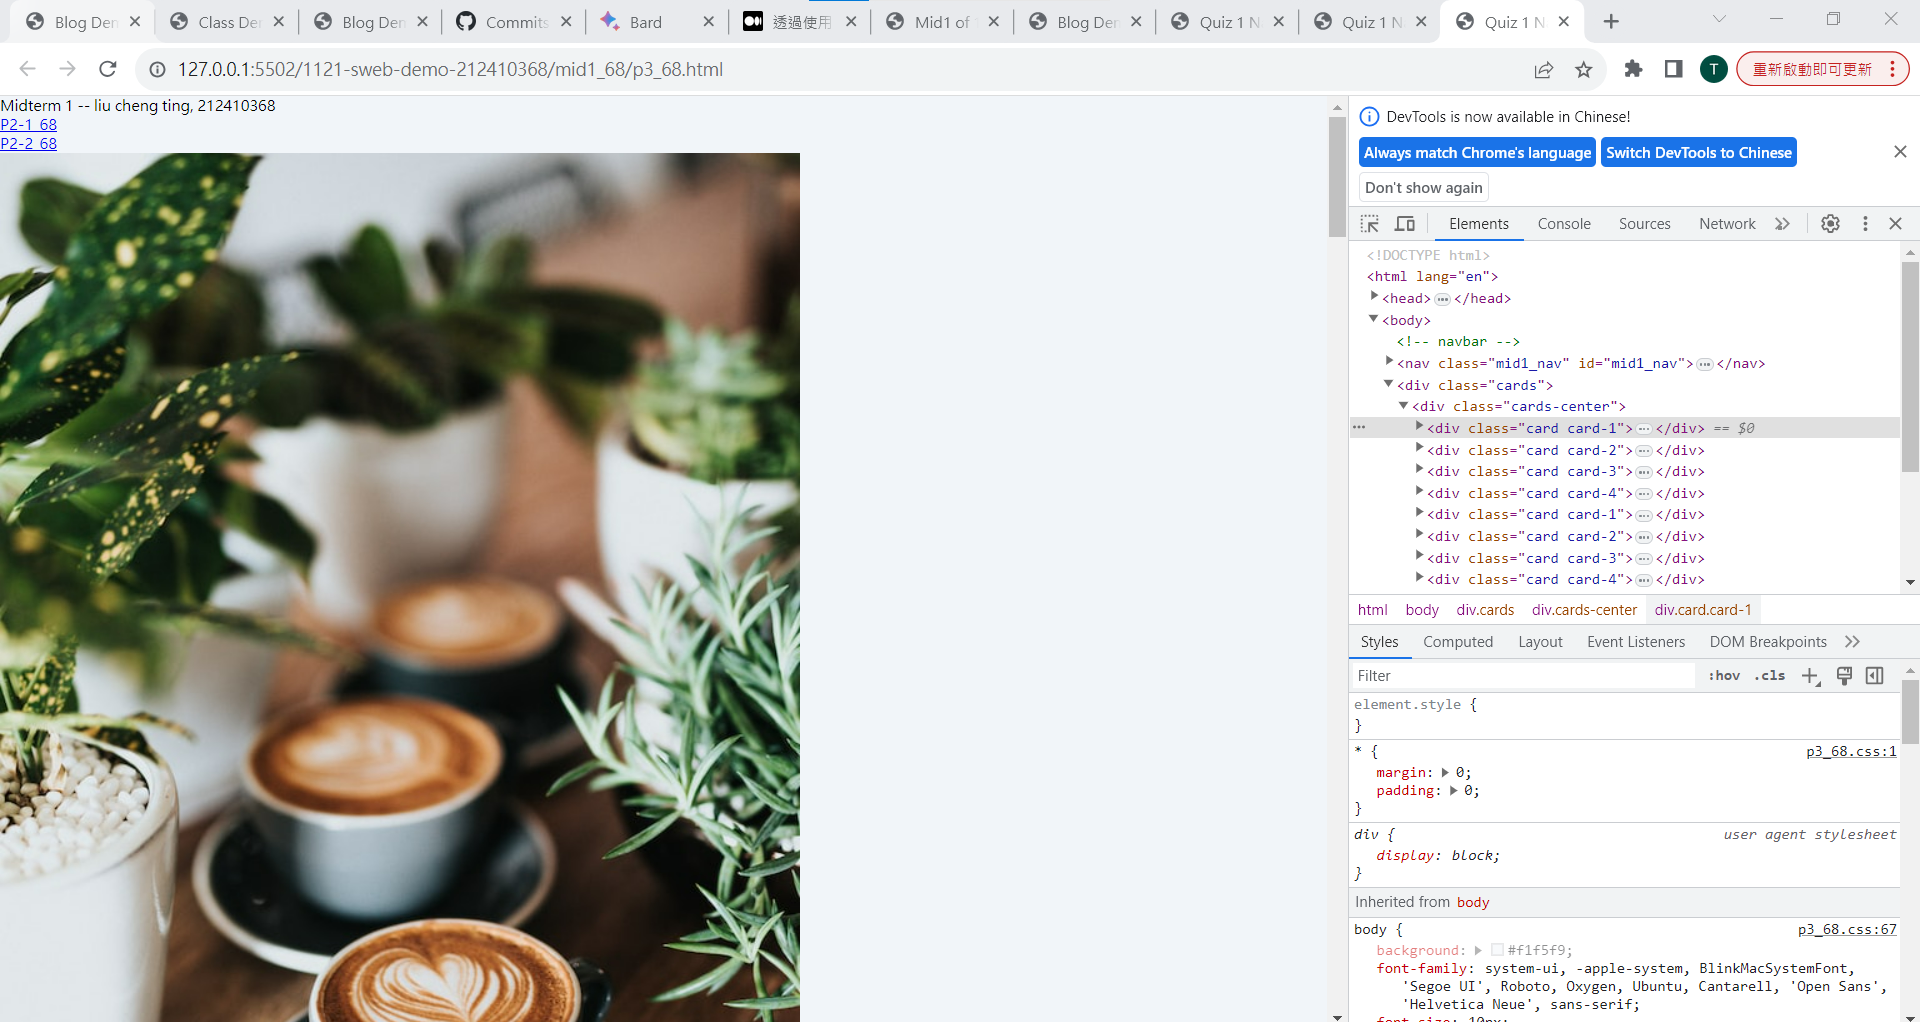 Blog Den
Class De
Blog Den
Commits
Bard
透過使用
Mid1 of
Blog De
Quiz 1 N
Quiz 1 N
Quiz 1 N
127.0.0.1:5502/1121-sweb-demo-212410368/mid1_68/p3_68.html
T
重新啟動即可更新
Midterm 1 -- liu cheng ting, 212410368
P2-1_68
P2-2_68
DevTools is now available in Chinese!
Always match Chrome's language
Switch DevTools to Chinese
Don't show again
Elements Console Sources Network
<!DOCTYPE html>
<html lang="en">
<head> … </head>
<body>
<!-- navbar -->
<nav class="mid1_nav" id="mid1_nav"> … </nav>
<div class="cards">
<div class="cards-center">
… <div class="card card-1"> … </div> == $0
<div class="card card-2"> … </div>
<div class="card card-3"> … </div>
<div class="card card-4"> … </div>
<div class="card card-1"> … </div>
<div class="card card-2"> … </div>
<div class="card card-3"> … </div>
<div class="card card-4"> … </div>
html body div.cards div.cards-center div.card.card-1
Styles Computed Layout Event Listeners DOM Breakpoints
Filter :hov .cls
element.style {
}
* { p3_68.css:1
margin: 0;
padding: 0;
}
div { user agent stylesheet
display: block;
}
Inherited from body
body { p3_68.css:67
background: #f1f5f9;
font-family: system-ui, -apple-system, BlinkMacSystemFont,
'Segoe UI', Roboto, Oxygen, Ubuntu, Cantarell, 'Open Sans',
'Helvetica Neue', sans-serif;
font-size: 10px;